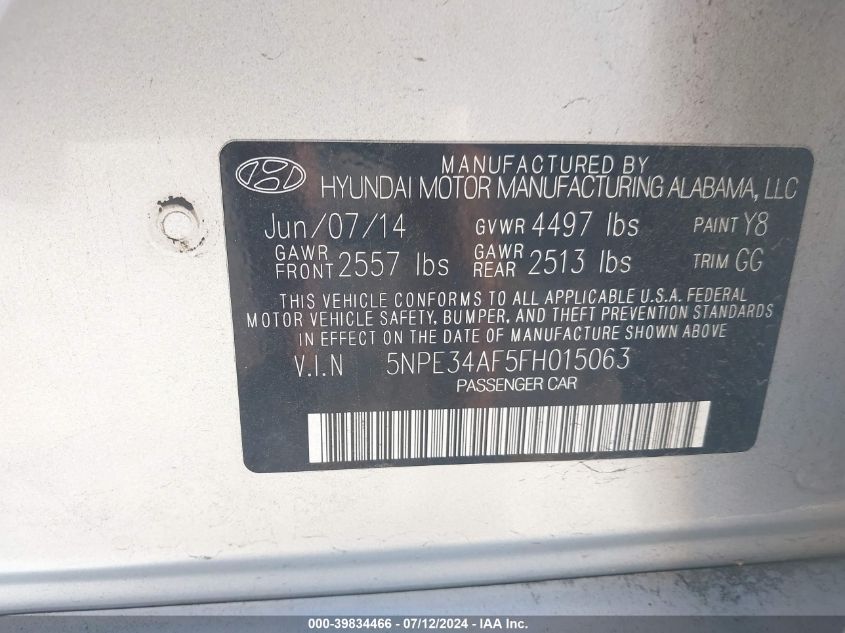 MANUFACTURED BY
HYUNDAI MOTOR MANUFACTURING ALABAMA, LLC
Jun/07/14 GVWR 4497 lbs PAINT Y8
GAWR FRONT 2557 lbs GAWR REAR 2513 lbs TRIM GG
THIS VEHICLE CONFORMS TO ALL APPLICABLE U.S.A. FEDERAL
MOTOR VEHICLE SAFETY, BUMPER, AND THEFT PREVENTION STANDARDS
IN EFFECT ON THE DATE OF MANUFACTURE SHOWN ABOVE
V.I.N 5NPE34AF5FH015063
PASSENGER CAR
000-39834466 - 07/12/2024 - IAA Inc.